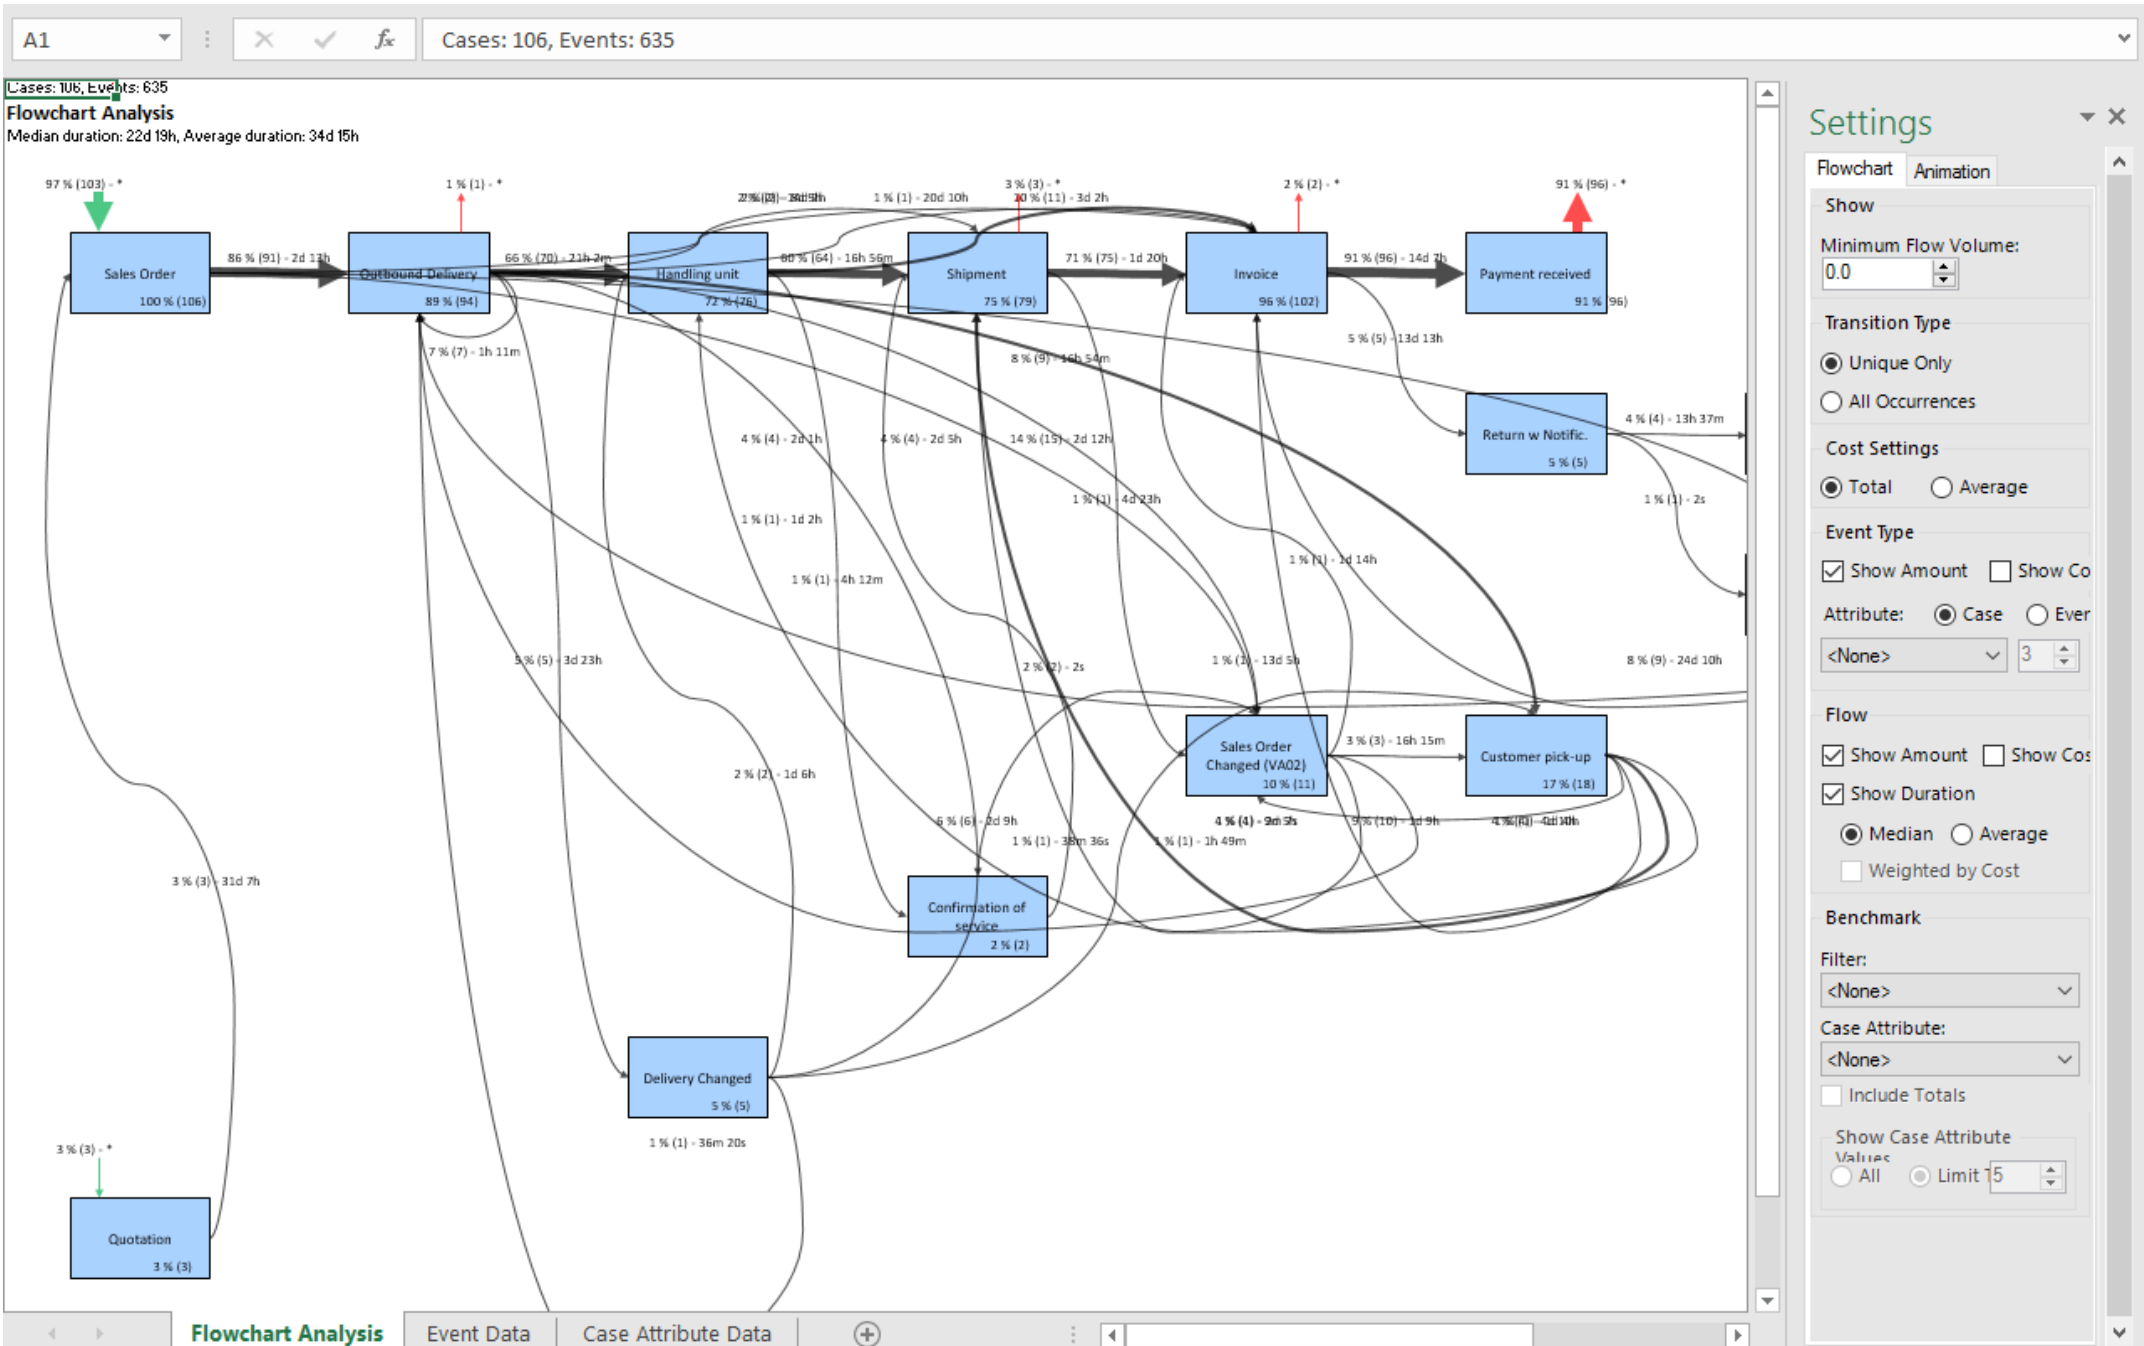 A1
fx
Cases: 106, Events: 635
Cases: 106, Events: 635
Flowchart Analysis
Median duration: 22d 19h, Average duration: 34d 15h
97 % (103) - *
1 % (1) - *
1 % (1) - 20d 10h
3 % (3) - *
10 % (11) - 3d 2h
2 % (2) - *
91 % (96) - *
Sales Order
100 % (106)
86 % (91) - 2d 13h
Outbound Delivery
89 % (94)
66 % (70) - 21h 2m
Handling unit
72 % (76)
60 % (64) - 16h 56m
Shipment
75 % (79)
71 % (75) - 1d 20h
Invoice
96 % (102)
91 % (96) - 14d 7h
Payment received
91 % (96)
7 % (7) - 1h 11m
8 % (9) - 16h 54m
5 % (5) - 13d 13h
Return w Notific.
5 % (5)
4 % (4) - 13h 37m
4 % (4) - 2d 1h
4 % (4) - 2d 5h
14 % (15) - 2d 12h
1 % (1) - 4d 23h
1 % (1) - 2s
1 % (1) - 1d 2h
1 % (1) - 1d 14h
1 % (1) - 4h 12m
5 % (5) - 3d 23h
2 % (2) - 2s
1 % (1) - 13d 5h
8 % (9) - 24d 10h
Sales Order
Changed (VA02)
10 % (11)
3 % (3) - 16h 15m
Customer pick-up
17 % (18)
2 % (2) - 1d 6h
6 % (6) - 2d 9h
9 % (10) - 1d 9h
1 % (1) - 38m 36s
1 % (1) - 1h 49m
3 % (3) - 31d 7h
Confirmation of
service
2 % (2)
Delivery Changed
5 % (5)
1 % (1) - 36m 20s
3 % (3) - *
Quotation
3 % (3)
Flowchart Analysis
Event Data
Case Attribute Data
Settings
Flowchart
Animation
Show
Minimum Flow Volume:
0.0
Transition Type
Unique Only
All Occurrences
Cost Settings
Total
Average
Event Type
Show Amount
Show Co
Attribute:
Case
Ever
<None>
3
Flow
Show Amount
Show Cos
Show Duration
Median
Average
Weighted by Cost
Benchmark
Filter:
<None>
Case Attribute:
<None>
Include Totals
Show Case Attribute
Values
All
Limit
5